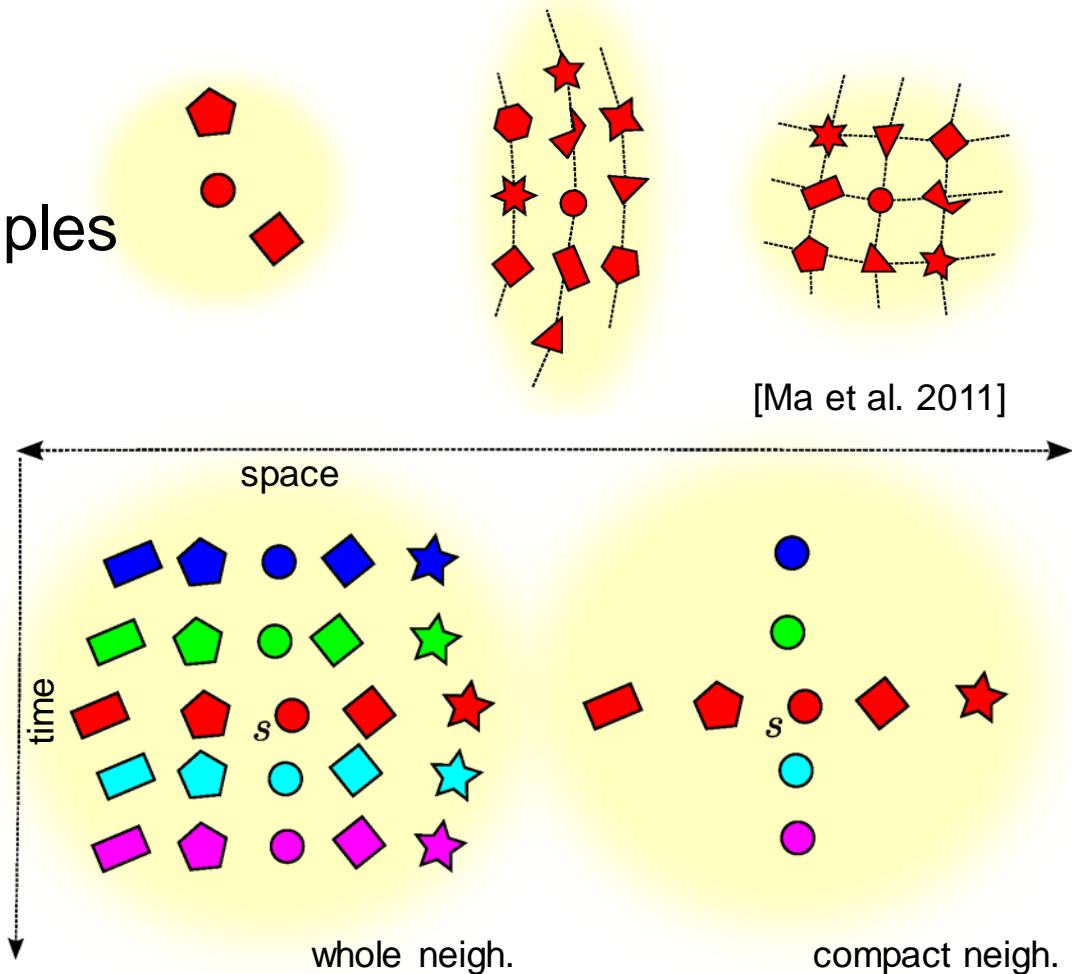 ples
[Ma et al. 2011]
space
time
s
s
whole neigh.
compact neigh.